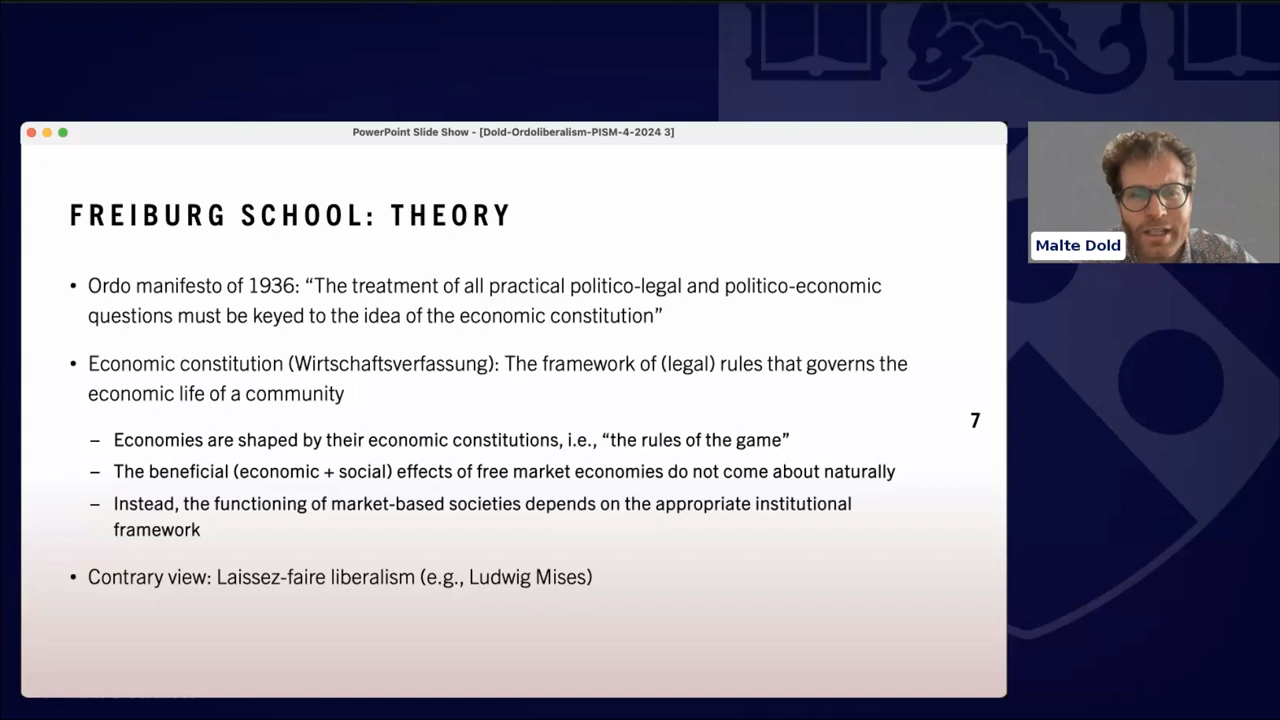 PowerPoint Slide Show - [Dold-Ordoliberalism-PISM-4-2024 3]
FREIBURG SCHOOL: THEORY
• Ordo manifesto of 1936: “The treatment of all practical politico-legal and politico-economic
questions must be keyed to the idea of the economic constitution”
• Economic constitution (Wirtschaftsverfassung): The framework of (legal) rules that governs the
economic life of a community
– Economies are shaped by their economic constitutions, i.e., “the rules of the game”
– The beneficial (economic + social) effects of free market economies do not come about naturally
– Instead, the functioning of market-based societies depends on the appropriate institutional
framework
• Contrary view: Laissez-faire liberalism (e.g., Ludwig Mises)
7
Malte Dold